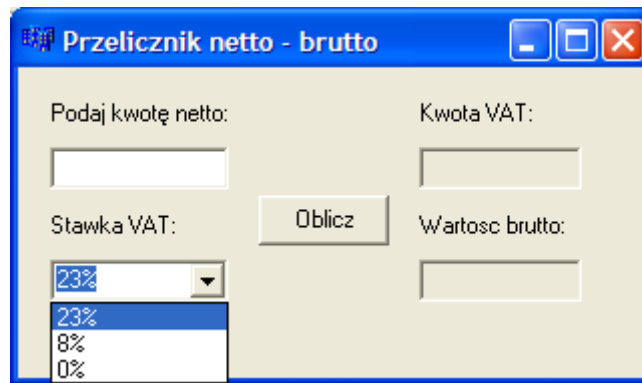 Przelicznik netto - brutto
Podaj kwotę netto:
Kwota VAT:
Oblicz
Stawka VAT:
Wartosc brutto:
23%
23%
8%
0%